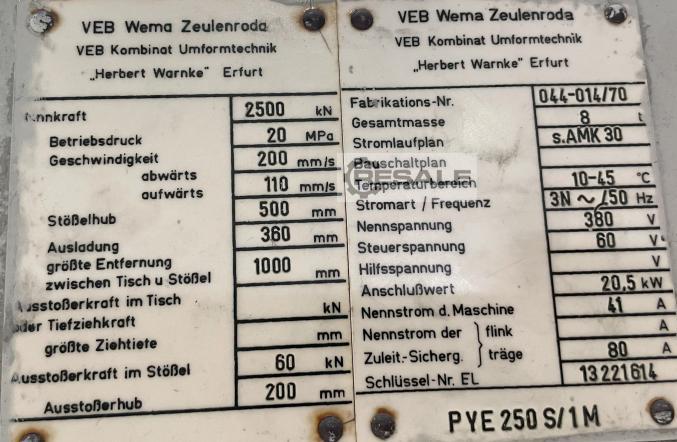 VEB Wema Zeulenroda
VEB Kombinat Umformtechnik
„Herbert Warnke" Erfurt
Nennkraft 2500 kN
Betriebsdruck 20 MPa
Geschwindigkeit
abwärts 200 mm/s
aufwärts 110 mm/s
Stößelhub 500 mm
Ausladung 360 mm
größte Entfernung
zwischen Tisch u Stößel 1000 mm
Ausstoßerkraft im Tisch
oder Tiefziehkraft kN
größte Ziehtiefe mm
Ausstoßerkraft im Stößel 60 kN
Ausstoßerhub 200 mm
VEB Wema Zeulenroda
VEB Kombinat Umformtechnik
„Herbert Warnke" Erfurt
Fabrikations-Nr. 044-014/70
Gesamtmasse 8 t
Stromlaufplan s.AMK 30
Bauschaltplan
BESALE
Temperaturbereich 10-45 °C
Stromart / Frequenz 3N ~ /50 Hz
Nennspannung 380 V
Steuerspannung 60 V
Hilfsspannung V
Anschlußwert 20,5 kW
Nennstrom d. Maschine 41 A
Nennstrom der } flink A
Zuleit.-Sicherg. } träge 80 A
Schlüssel-Nr. EL 13221614
PYE 250 S/1M